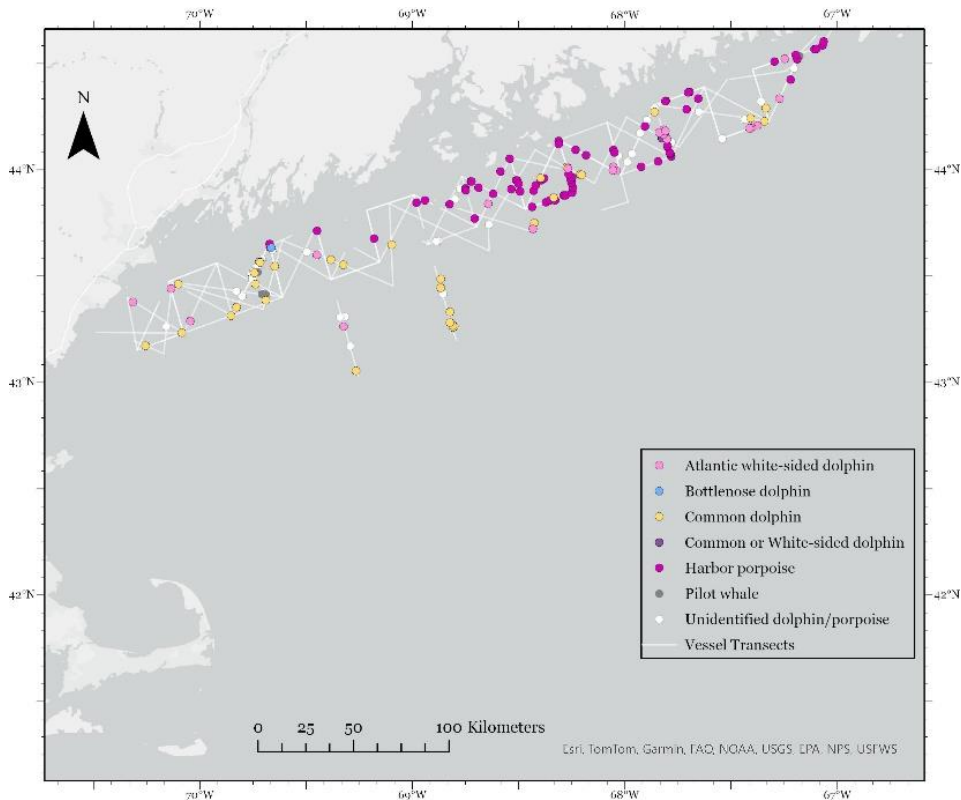 70°W 69°W 68°W 67°W
N
44°N 44°N
43°N 43°N
Atlantic white-sided dolphin
Bottlenose dolphin
Common dolphin
Common or White-sided dolphin
Harbor porpoise
Pilot whale
Unidentified dolphin/porpoise
Vessel Transects
42°N 42°N
0 25 50 100 Kilometers
Esri, TomTom, Garmin, FAO, NOAA, USGS, EPA, NPS, USFWS
70°W 69°W 68°W 67°W